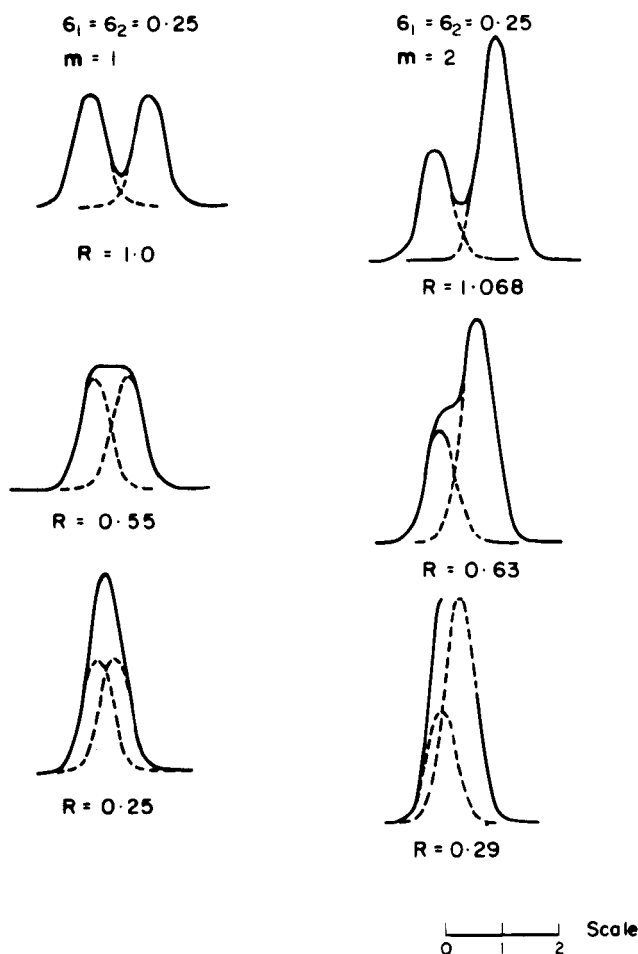 6₁ = 6₂ = 0·25
m = 1
R = 1·0
R = 0·55
R = 0·25
6₁ = 6₂ = 0·25
m = 2
R = 1·068
R = 0·63
R = 0·29
Scale
0 1 2